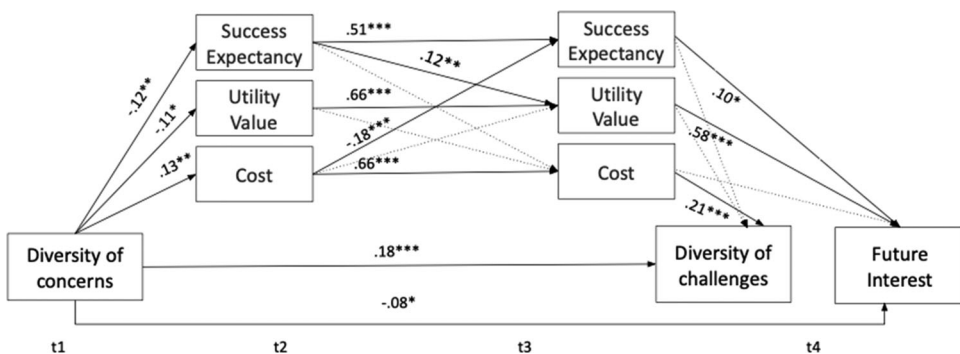 Success
Expectancy
.51***
Success
Expectancy
-.12**
.12**
.10*
-.11*
Utility
Value
.66***
Utility
Value
-.18***
.58***
.13**
Cost
.66***
Cost
.21***
Diversity of
concerns
.18***
Diversity of
challenges
Future
Interest
-.08*
t1
t2
t3
t4